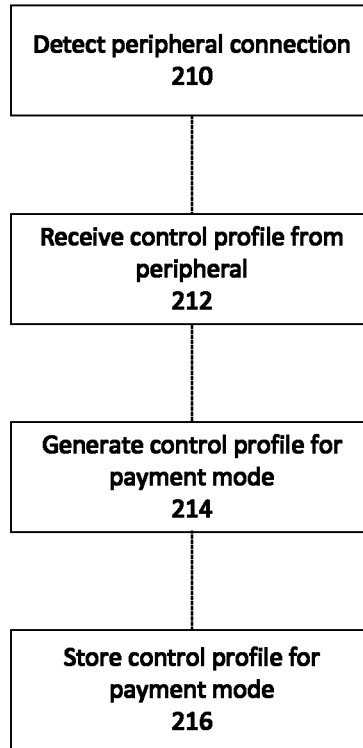 Detect peripheral connection
210
Receive control profile from
peripheral
212
Generate control profile for
payment mode
214
Store control profile for
payment mode
216